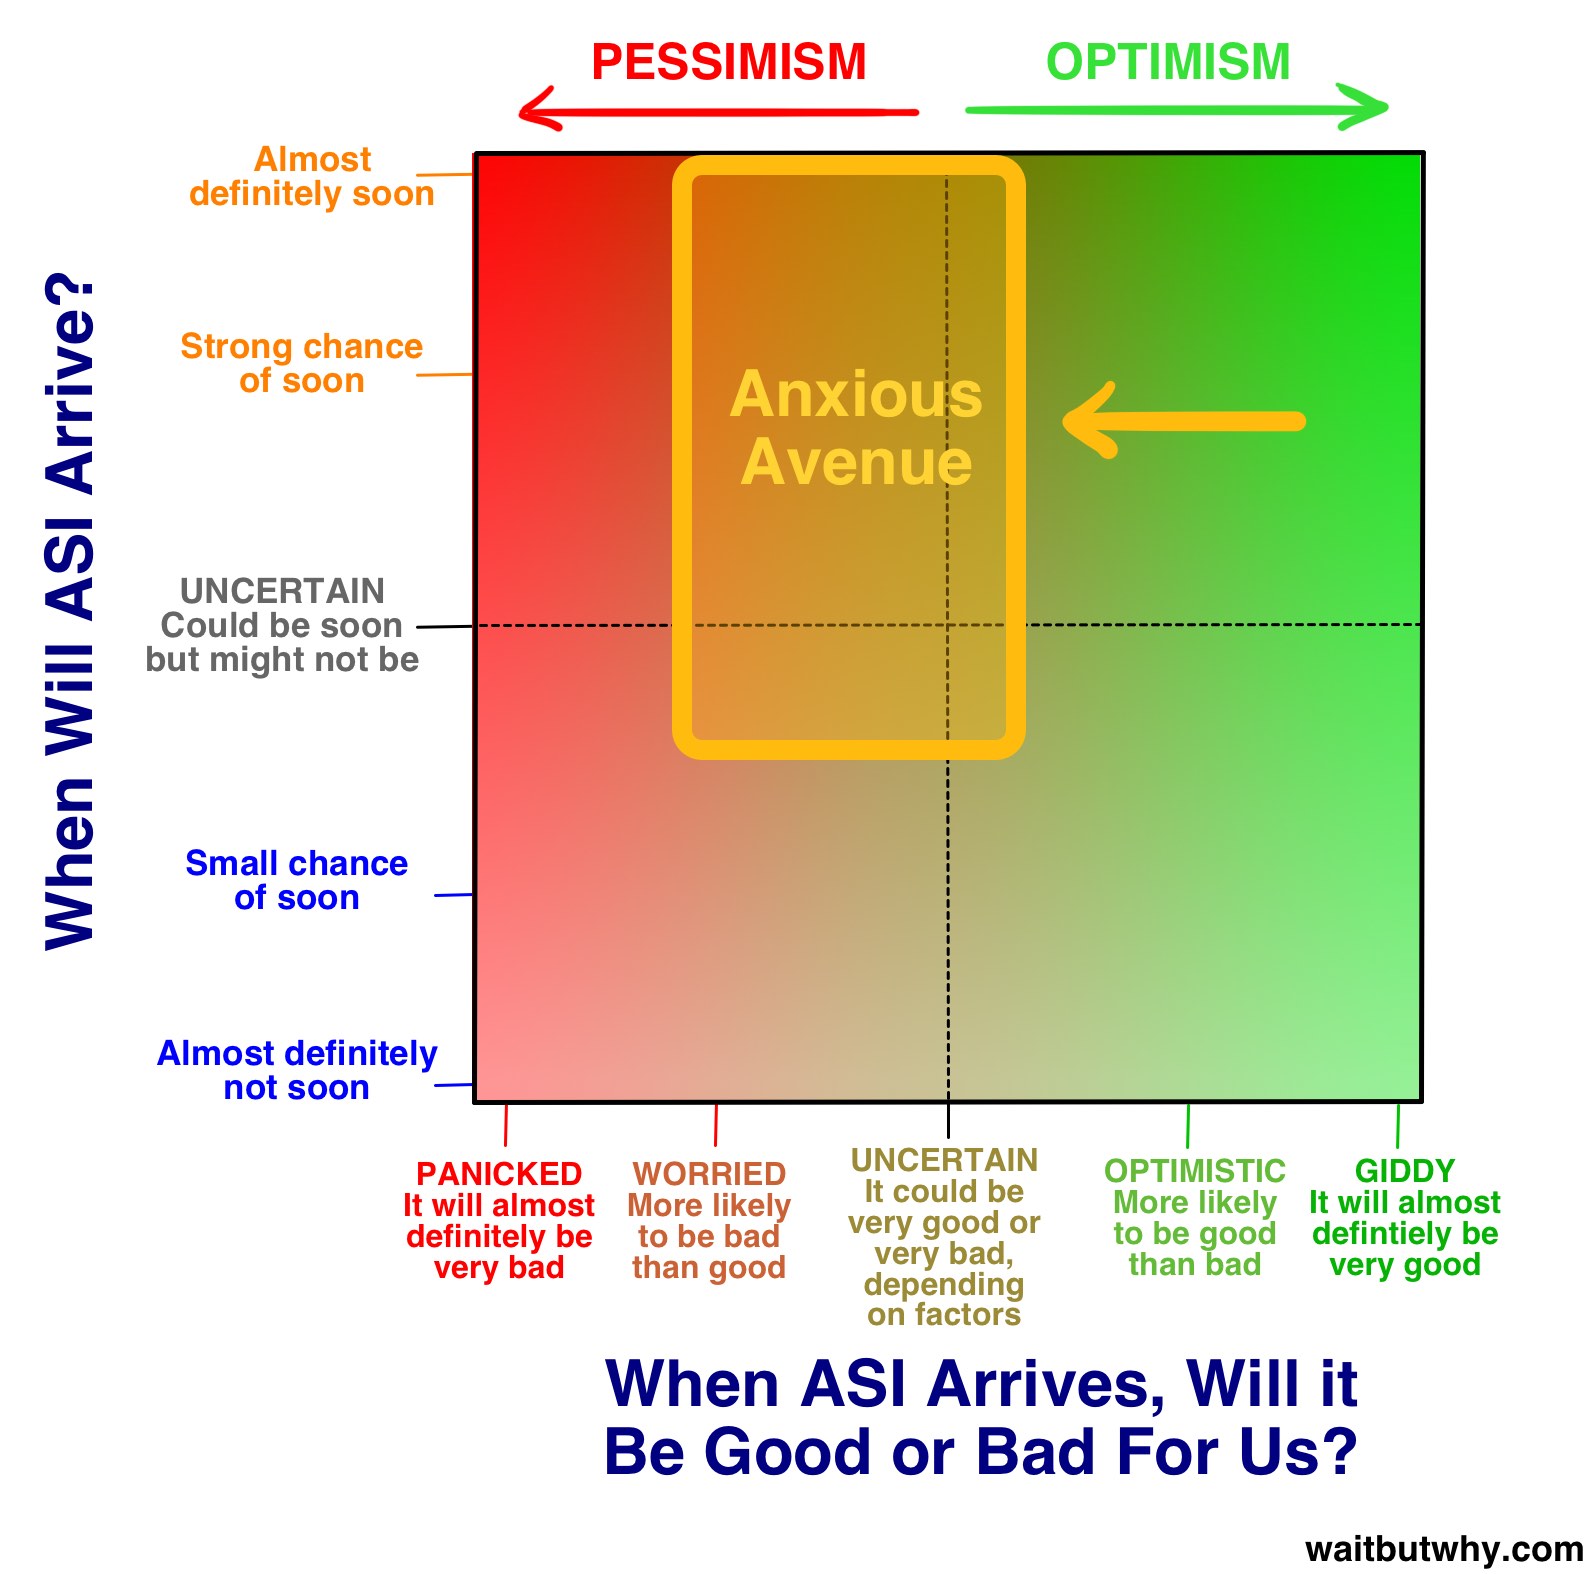 PESSIMISM
OPTIMISM
When Will ASI Arrive?
Almost
definitely soon
Strong chance
of soon
UNCERTAIN
Could be soon
but might not be
Small chance
of soon
Almost definitely
not soon
Anxious
Avenue
PANICKED
It will almost
definitely be
very bad
WORRIED
More likely
to be bad
than good
UNCERTAIN
It could be
very good or
very bad,
depending
on factors
OPTIMISTIC
More likely
to be good
than bad
GIDDY
It will almost
defintiely be
very good
When ASI Arrives, Will it
Be Good or Bad For Us?
waitbutwhy.com